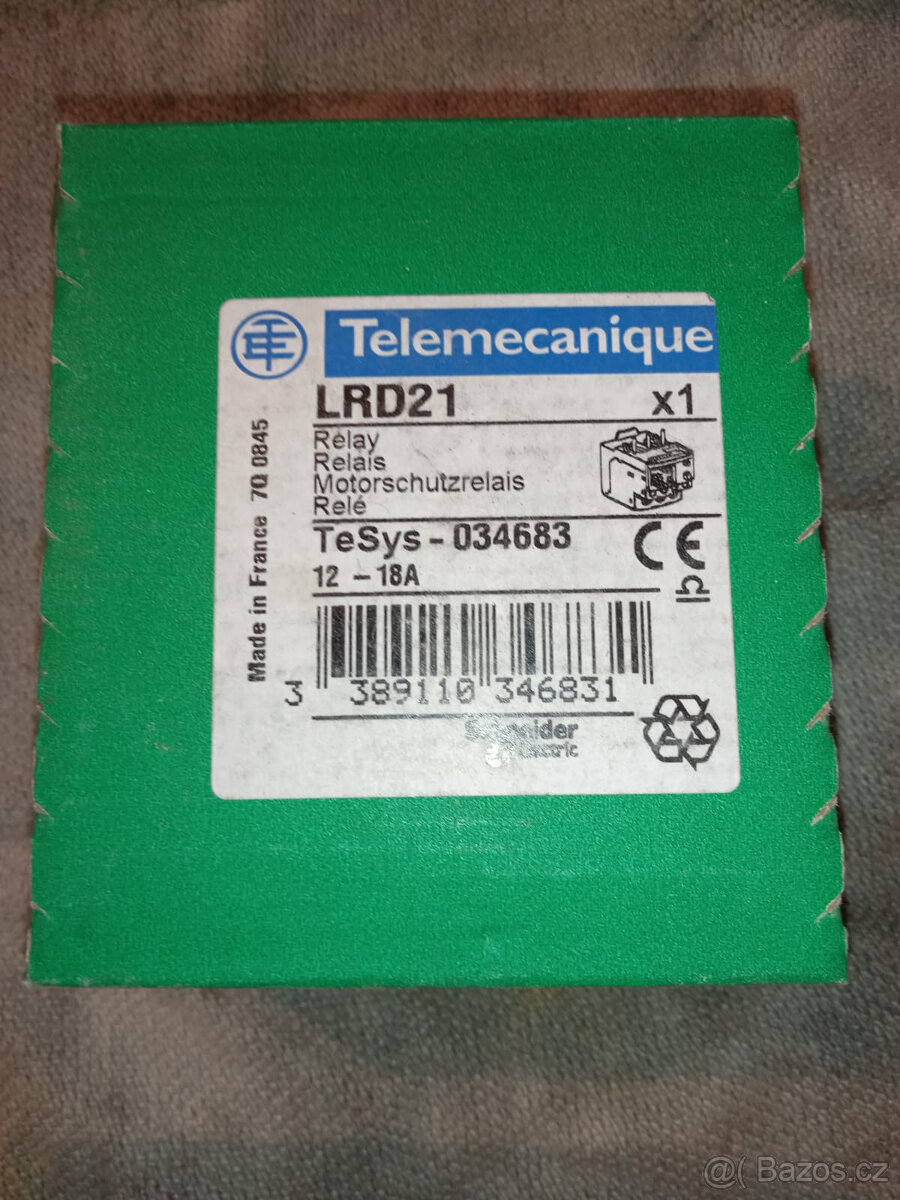 Telemecanique
LRD21 x1
Relay
Relais
Motorschutzrelais
Relé
TeSys - 034683
12 - 18A
CE
Made in France 7Q 0845
3 389110 346831
Schneider
Electric
@( Bazos.cz